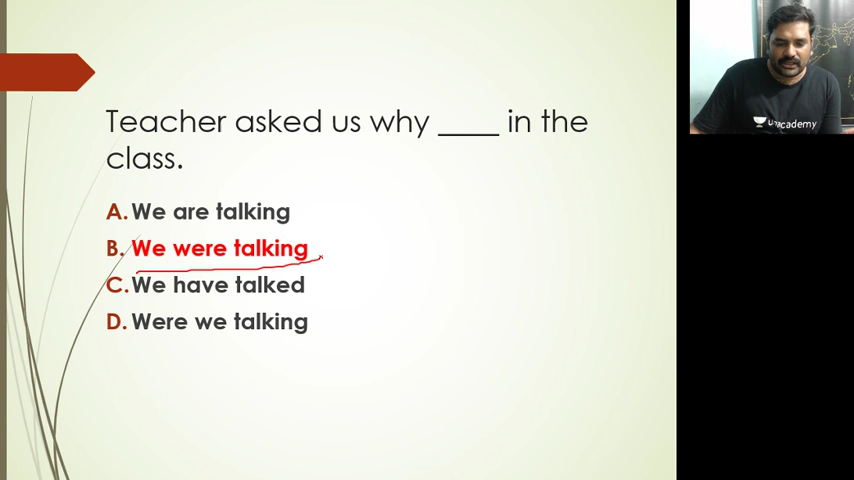 Teacher asked us why ____ in the
class.
A. We are talking
B. We were talking
C. We have talked
D. Were we talking
unacademy